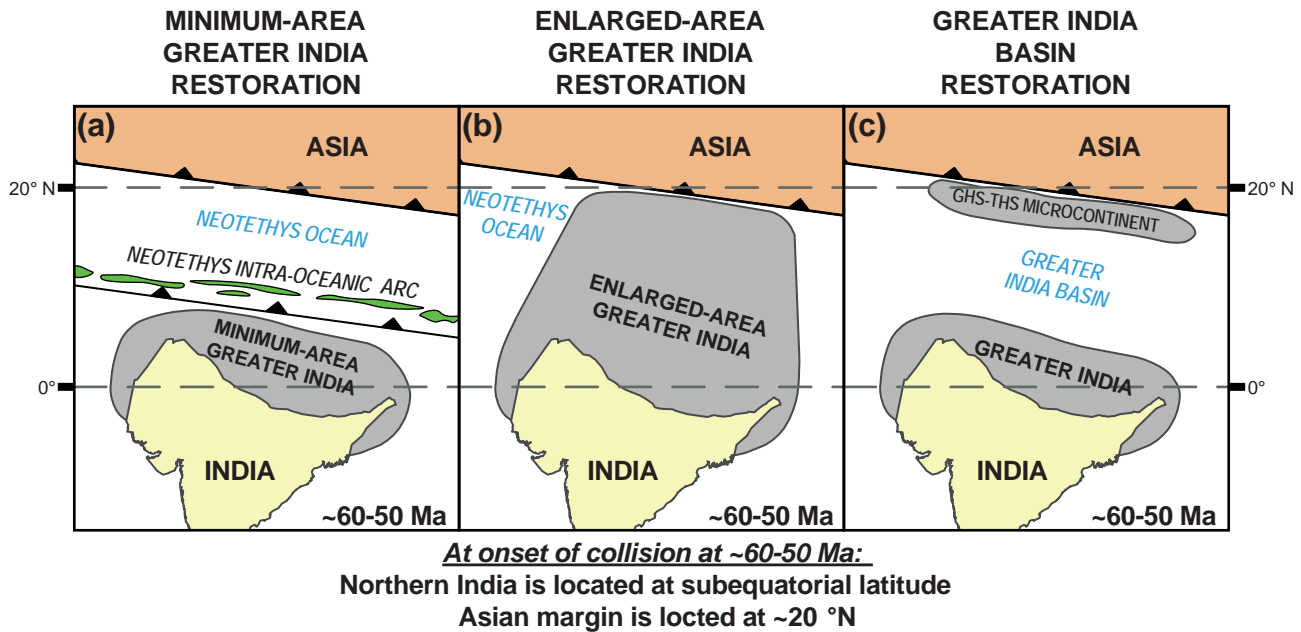 MINIMUM-AREA
GREATER INDIA
RESTORATION
ENLARGED-AREA
GREATER INDIA
RESTORATION
GREATER INDIA
BASIN
RESTORATION
(a)
ASIA
20° N
NEOTETHYS OCEAN
NEOTETHYS INTRA-OCEANIC ARC
MINIMUM-AREA
GREATER INDIA
0°
INDIA
~60-50 Ma
(b)
ASIA
NEOTETHYS
OCEAN
ENLARGED-AREA
GREATER INDIA
INDIA
~60-50 Ma
(c)
ASIA
20° N
GHS-THS MICROCONTINENT
GREATER
INDIA BASIN
GREATER INDIA
0°
INDIA
~60-50 Ma
At onset of collision at ~60-50 Ma:
Northern India is located at subequatorial latitude
Asian margin is locted at ~20 °N